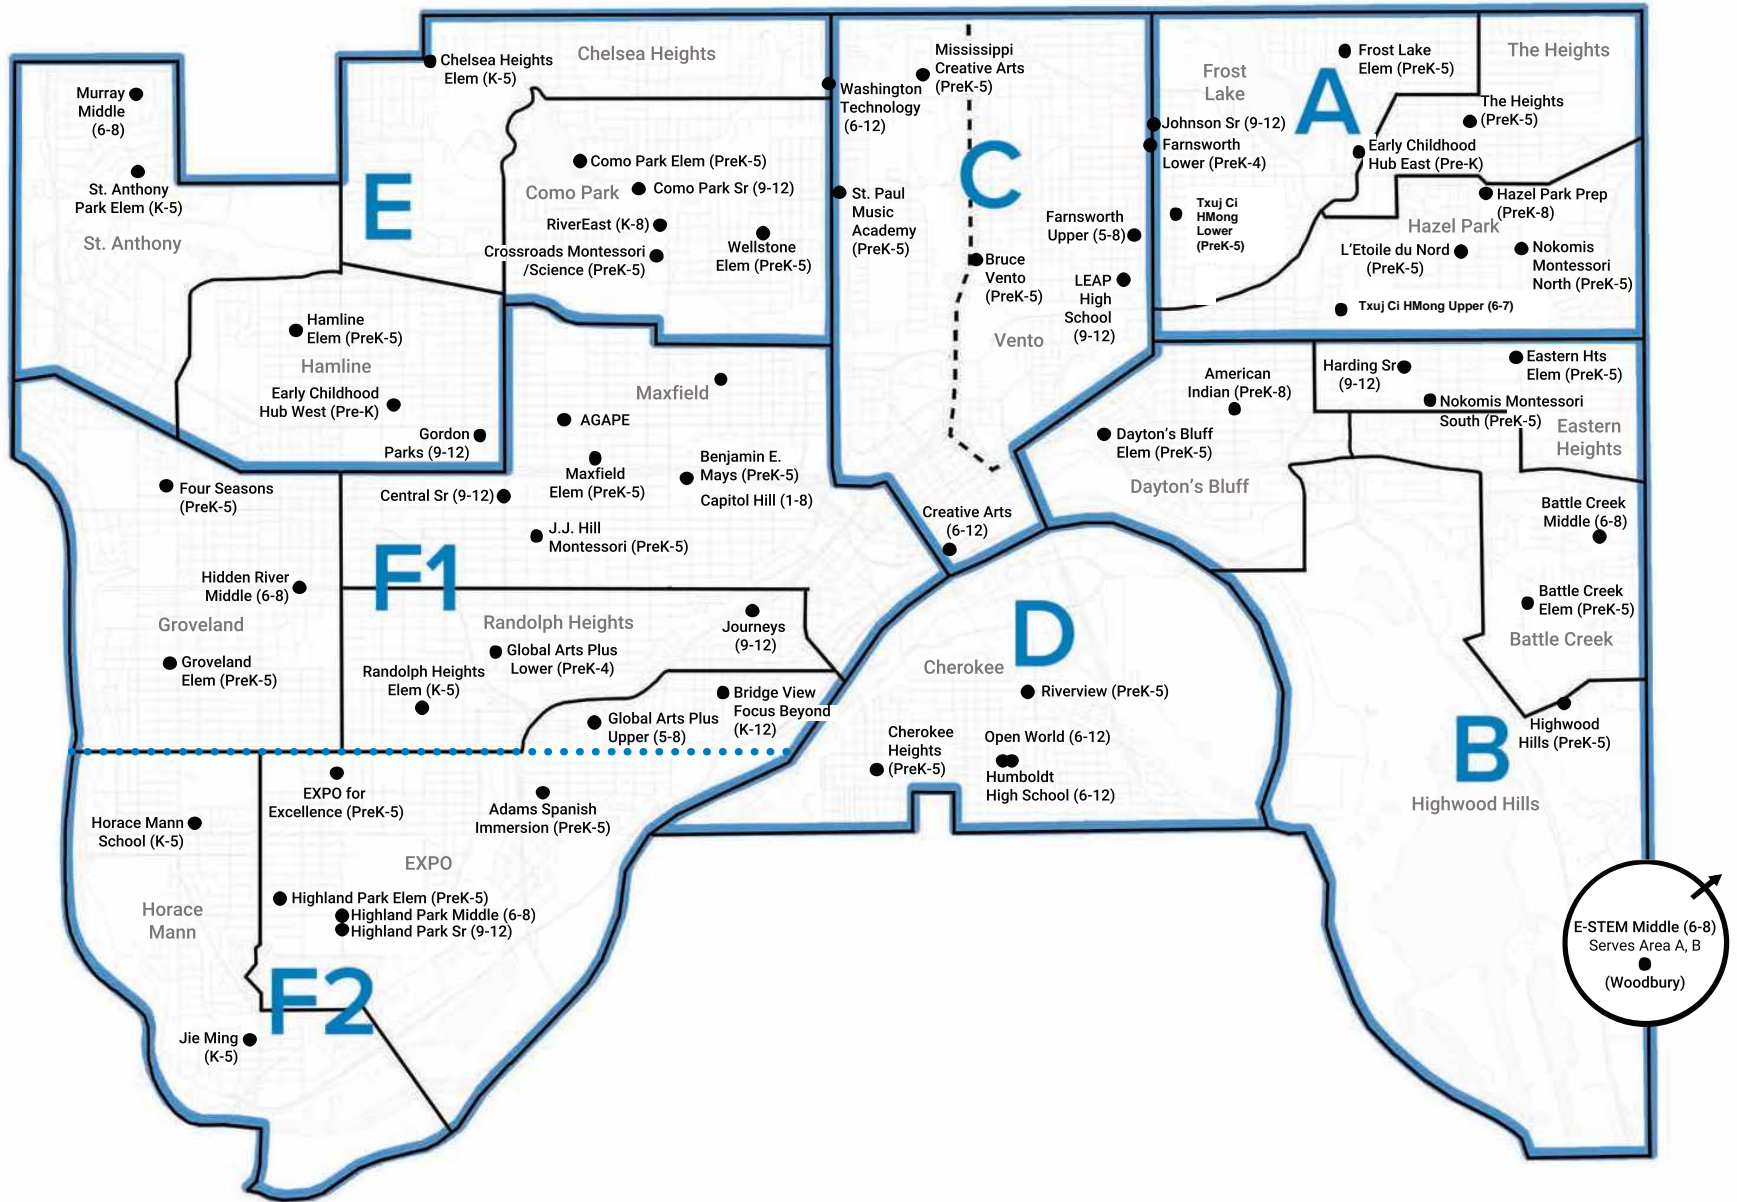 Murray
Middle
(6-8)
St. Anthony
Park Elem (K-5)
St. Anthony
Chelsea Heights
Elem (K-5)
Chelsea Heights
E
Como Park Elem (PreK-5)
Como Park
Como Park Sr (9-12)
RiverEast (K-8)
Crossroads Montessori
/Science (PreK-5)
Wellstone
Elem (PreK-5)
Hamline
Elem (PreK-5)
Hamline
Early Childhood
Hub West (Pre-K)
Gordon
Parks (9-12)
Washington
Technology
(6-12)
Mississippi
Creative Arts
(PreK-5)
C
St. Paul
Music
Academy
(PreK-5)
Farnsworth
Upper (5-8)
Bruce
Vento
(PreK-5)
LEAP
High
School
(9-12)
Vento
Creative Arts
(6-12)
Frost
Lake
A
Frost Lake
Elem (PreK-5)
The Heights
The Heights
(PreK-5)
Johnson Sr (9-12)
Farnsworth
Lower (PreK-4)
Early Childhood
Hub East (Pre-K)
Txuj Ci
HMong
Lower
(PreK-5)
Hazel Park Prep
(PreK-8)
Hazel Park
L'Etoile du Nord
(PreK-5)
Nokomis
Montessori
North (PreK-5)
Txuj Ci HMong Upper (6-7)
American
Indian (PreK-8)
Harding Sr
(9-12)
Eastern Hts
Elem (PreK-5)
Nokomis Montessori
South (PreK-5)
Eastern
Heights
Dayton's Bluff
Elem (PreK-5)
Dayton's Bluff
Battle Creek
Middle (6-8)
Battle Creek
Elem (PreK-5)
Battle Creek
B
Highwood
Hills (PreK-5)
Highwood Hills
E-STEM Middle (6-8)
Serves Area A, B
(Woodbury)
Maxfield
AGAPE
Maxfield
Elem (PreK-5)
Benjamin E.
Mays (PreK-5)
Capitol Hill (1-8)
Four Seasons
(PreK-5)
Central Sr (9-12)
J.J. Hill
Montessori (PreK-5)
F1
Hidden River
Middle (6-8)
Groveland
Groveland
Elem (PreK-5)
Randolph Heights
Global Arts Plus
Lower (PreK-4)
Randolph Heights
Elem (K-5)
Journeys
(9-12)
Bridge View
Focus Beyond
(K-12)
Global Arts Plus
Upper (5-8)
D
Cherokee
Riverview (PreK-5)
Cherokee
Heights
(PreK-5)
Open World (6-12)
Humboldt
High School (6-12)
EXPO for
Excellence (PreK-5)
Adams Spanish
Immersion (PreK-5)
Horace Mann
School (K-5)
EXPO
Highland Park Elem (PreK-5)
Highland Park Middle (6-8)
Highland Park Sr (9-12)
Horace
Mann
F2
Jie Ming
(K-5)